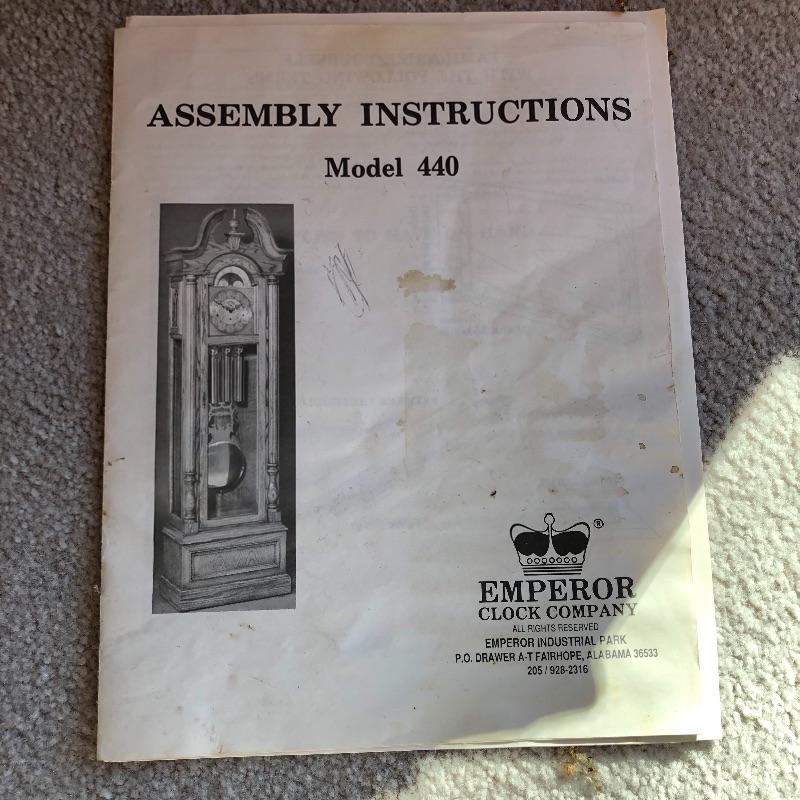 ASSEMBLY INSTRUCTIONS
Model 440
®
EMPEROR
CLOCK COMPANY
ALL RIGHTS RESERVED
EMPEROR INDUSTRIAL PARK
P.O. DRAWER A-T FAIRHOPE, ALABAMA 36533
205 / 928-2316